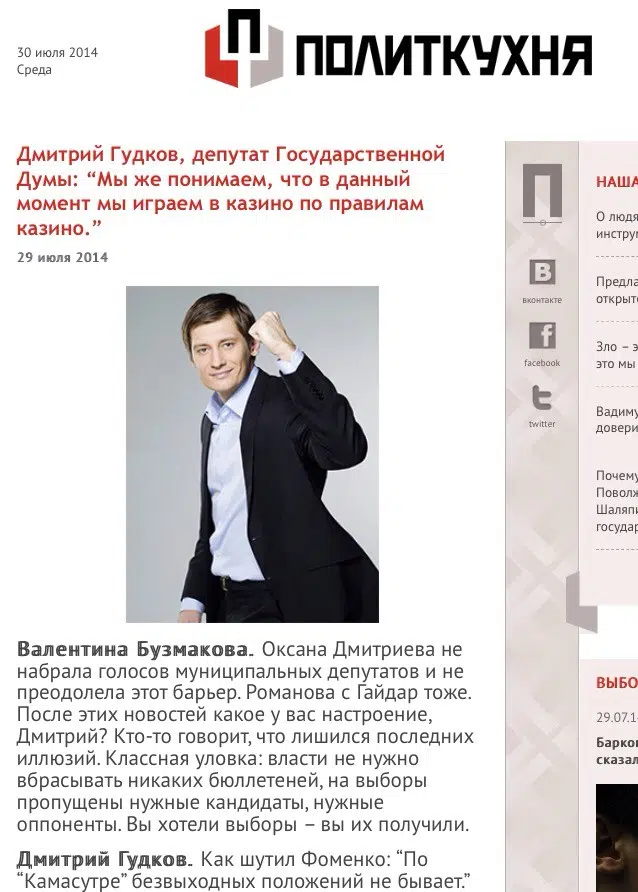 30 июля 2014
Среда
П ПОЛИТКУХНЯ
Дмитрий Гудков, депутат Государственной
Думы: “Мы же понимаем, что в данный
момент мы играем в казино по правилам
казино.”
29 июля 2014
Валентина Бузмакова. Оксана Дмитриева не
набрала голосов муниципальных депутатов и не
преодолела этот барьер. Романова с Гайдар тоже.
После этих новостей какое у вас настроение,
Дмитрий? Кто-то говорит, что лишился последних
иллюзий. Классная уловка: власти не нужно
вбрасывать никаких бюллетеней, на выборы
пропущены нужные кандидаты, нужные
оппоненты. Вы хотели выборы – вы их получили.
Дмитрий Гудков. Как шутил Фоменко: “По
“Камасутре” безвыходных положений не бывает.”
П
В
вконтакте
f
facebook
t
twitter
НАША
О людя
инструм
Предла
открыто
Зло – э
это мы
Вадиму
довери
Почему
Поволж
Шаляпи
государ
ВЫБО
29.07.1
Барков
сказал